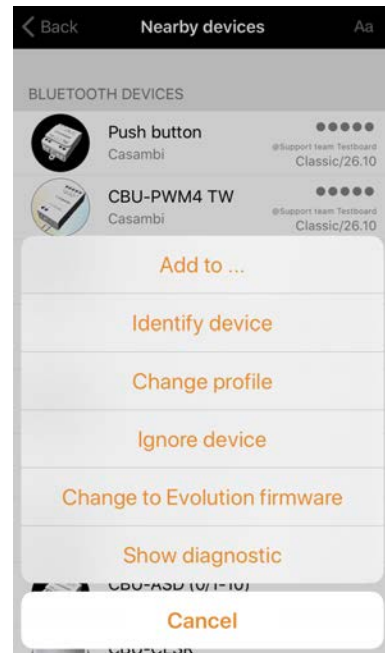 Back
Nearby devices
Aa
BLUETOOTH DEVICES
Push button
Casambi
@Support team Testboard
Classic/26.10
CBU-PWM4 TW
Casambi
@Support team Testboard
Classic/26.10
Add to ...
Identify device
Change profile
Ignore device
Change to Evolution firmware
Show diagnostic
CBU-ASD (0/1-10)
Cancel